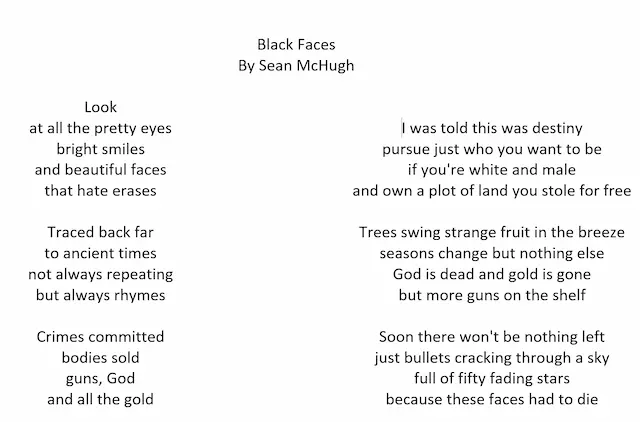 Black Faces
By Sean McHugh
Look
at all the pretty eyes
bright smiles
and beautiful faces
that hate erases
Traced back far
to ancient times
not always repeating
but always rhymes
Crimes committed
bodies sold
guns, God
and all the gold
I was told this was destiny
pursue just who you want to be
if you're white and male
and own a plot of land you stole for free
Trees swing strange fruit in the breeze
seasons change but nothing else
God is dead and gold is gone
but more guns on the shelf
Soon there won't be nothing left
just bullets cracking through a sky
full of fifty fading stars
because these faces had to die